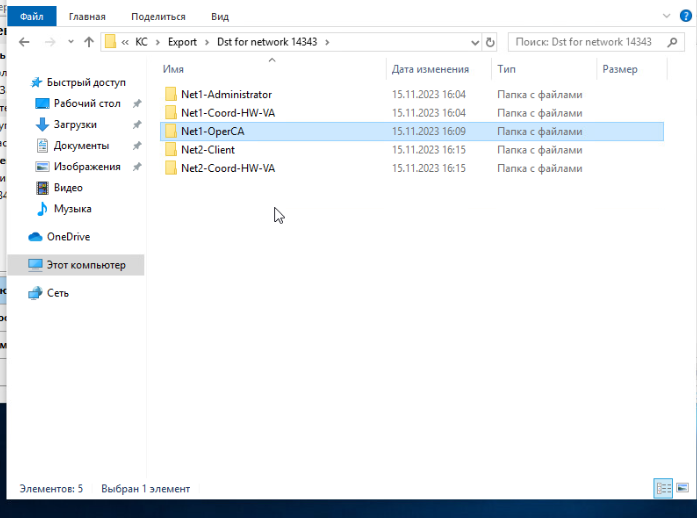 Файл Главная Поделиться Вид
« КС > Export > Dst for network 14343 > Поиск: Dst for network 14343
Имя Дата изменения Тип Размер
Быстрый доступ
Рабочий стол
Загрузки
Документы
Изображения
Видео
Музыка
OneDrive
Этот компьютер
Сеть
Net1-Administrator 15.11.2023 16:04 Папка с файлами
Net1-Coord-HW-VA 15.11.2023 16:04 Папка с файлами
Net1-OperCA 15.11.2023 16:09 Папка с файлами
Net2-Client 15.11.2023 16:15 Папка с файлами
Net2-Coord-HW-VA 15.11.2023 16:15 Папка с файлами
Элементов: 5 Выбран 1 элемент